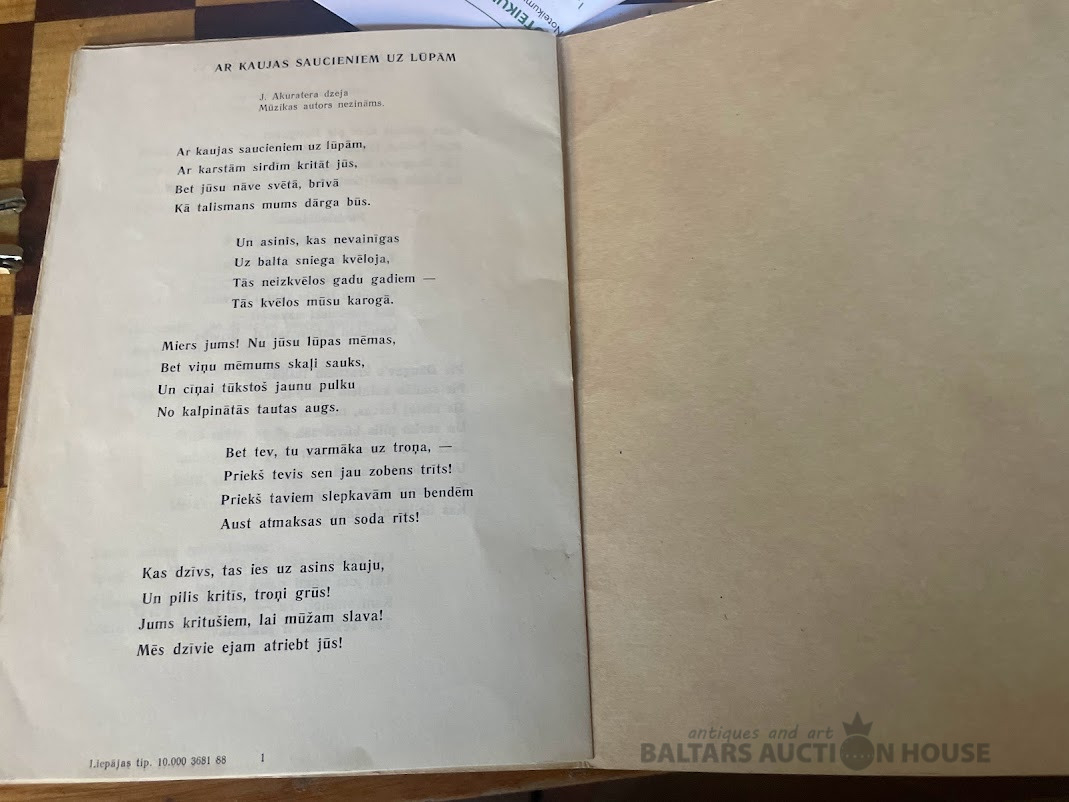 TEIKU
Noteikum
AR KAUJAS SAUCIENIEM UZ LŪPĀM
J. Akuratera dzeja
Mūzikas autors nezināms.
Ar kaujas saucieniem uz lūpām,
Ar karstām sirdīm kritāt jūs,
Bet jūsu nāve svētā, brīvā
Kā talismans mums dārga būs.
Un asinis, kas nevainīgas
Uz balta sniega kvēloja,
Tās neizkvēlos gadu gadiem —
Tās kvēlos mūsu karogā.
Miers jums! Nu jūsu lūpas mēmas,
Bet viņu mēmums skaļi sauks,
Un cīņai tūkstoš jaunu pulku
No kalpinātās tautas augs.
Bet tev, tu varmāka uz troņa, —
Priekš tevis sen jau zobens trīts!
Priekš taviem slepkavām un bendēm
Aust atmaksas un soda rīts!
Kas dzīvs, tas ies uz asins kauju,
Un pilis kritīs, troņi grūs!
Jums kritušiem, lai mūžam slava!
Mēs dzīvie ejam atriebt jūs!
Liepājas tip. 10.000 3681 88 1
antiques and art
BALTARS AUCTION HOUSE